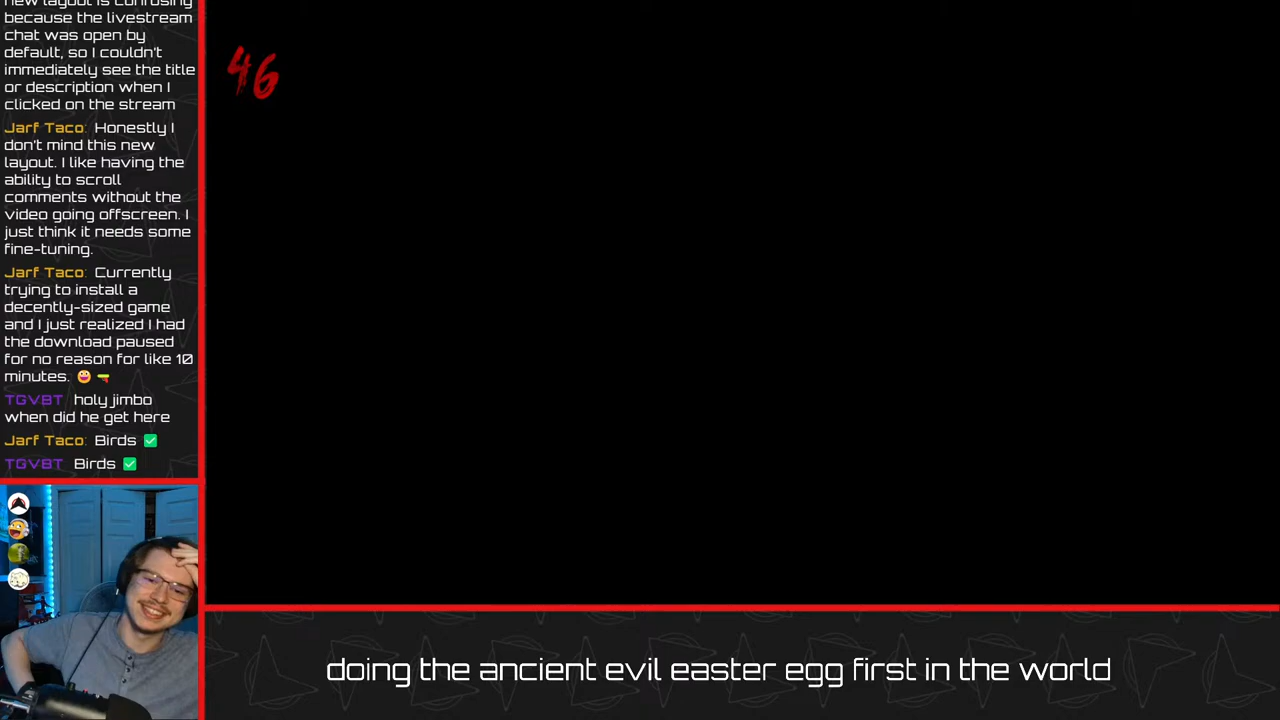 new layout is confusing
because the livestream
chat was open by
default, so I couldn't
immediately see the title
or description when I
clicked on the stream
Jarf Taco: Honestly I
don't mind this new
layout. I like having the
ability to scroll
comments without the
video going offscreen. I
just think it needs some
fine-tuning.
Jarf Taco: Currently
trying to install a
decently-sized game
and I just realized I had
the download paused
for no reason for like 10
minutes. 😀 🔫
TGVBT holy jimbo
when did he get here
Jarf Taco: Birds ✅
TGVBT Birds ✅
46
doing the ancient evil easter egg first in the world